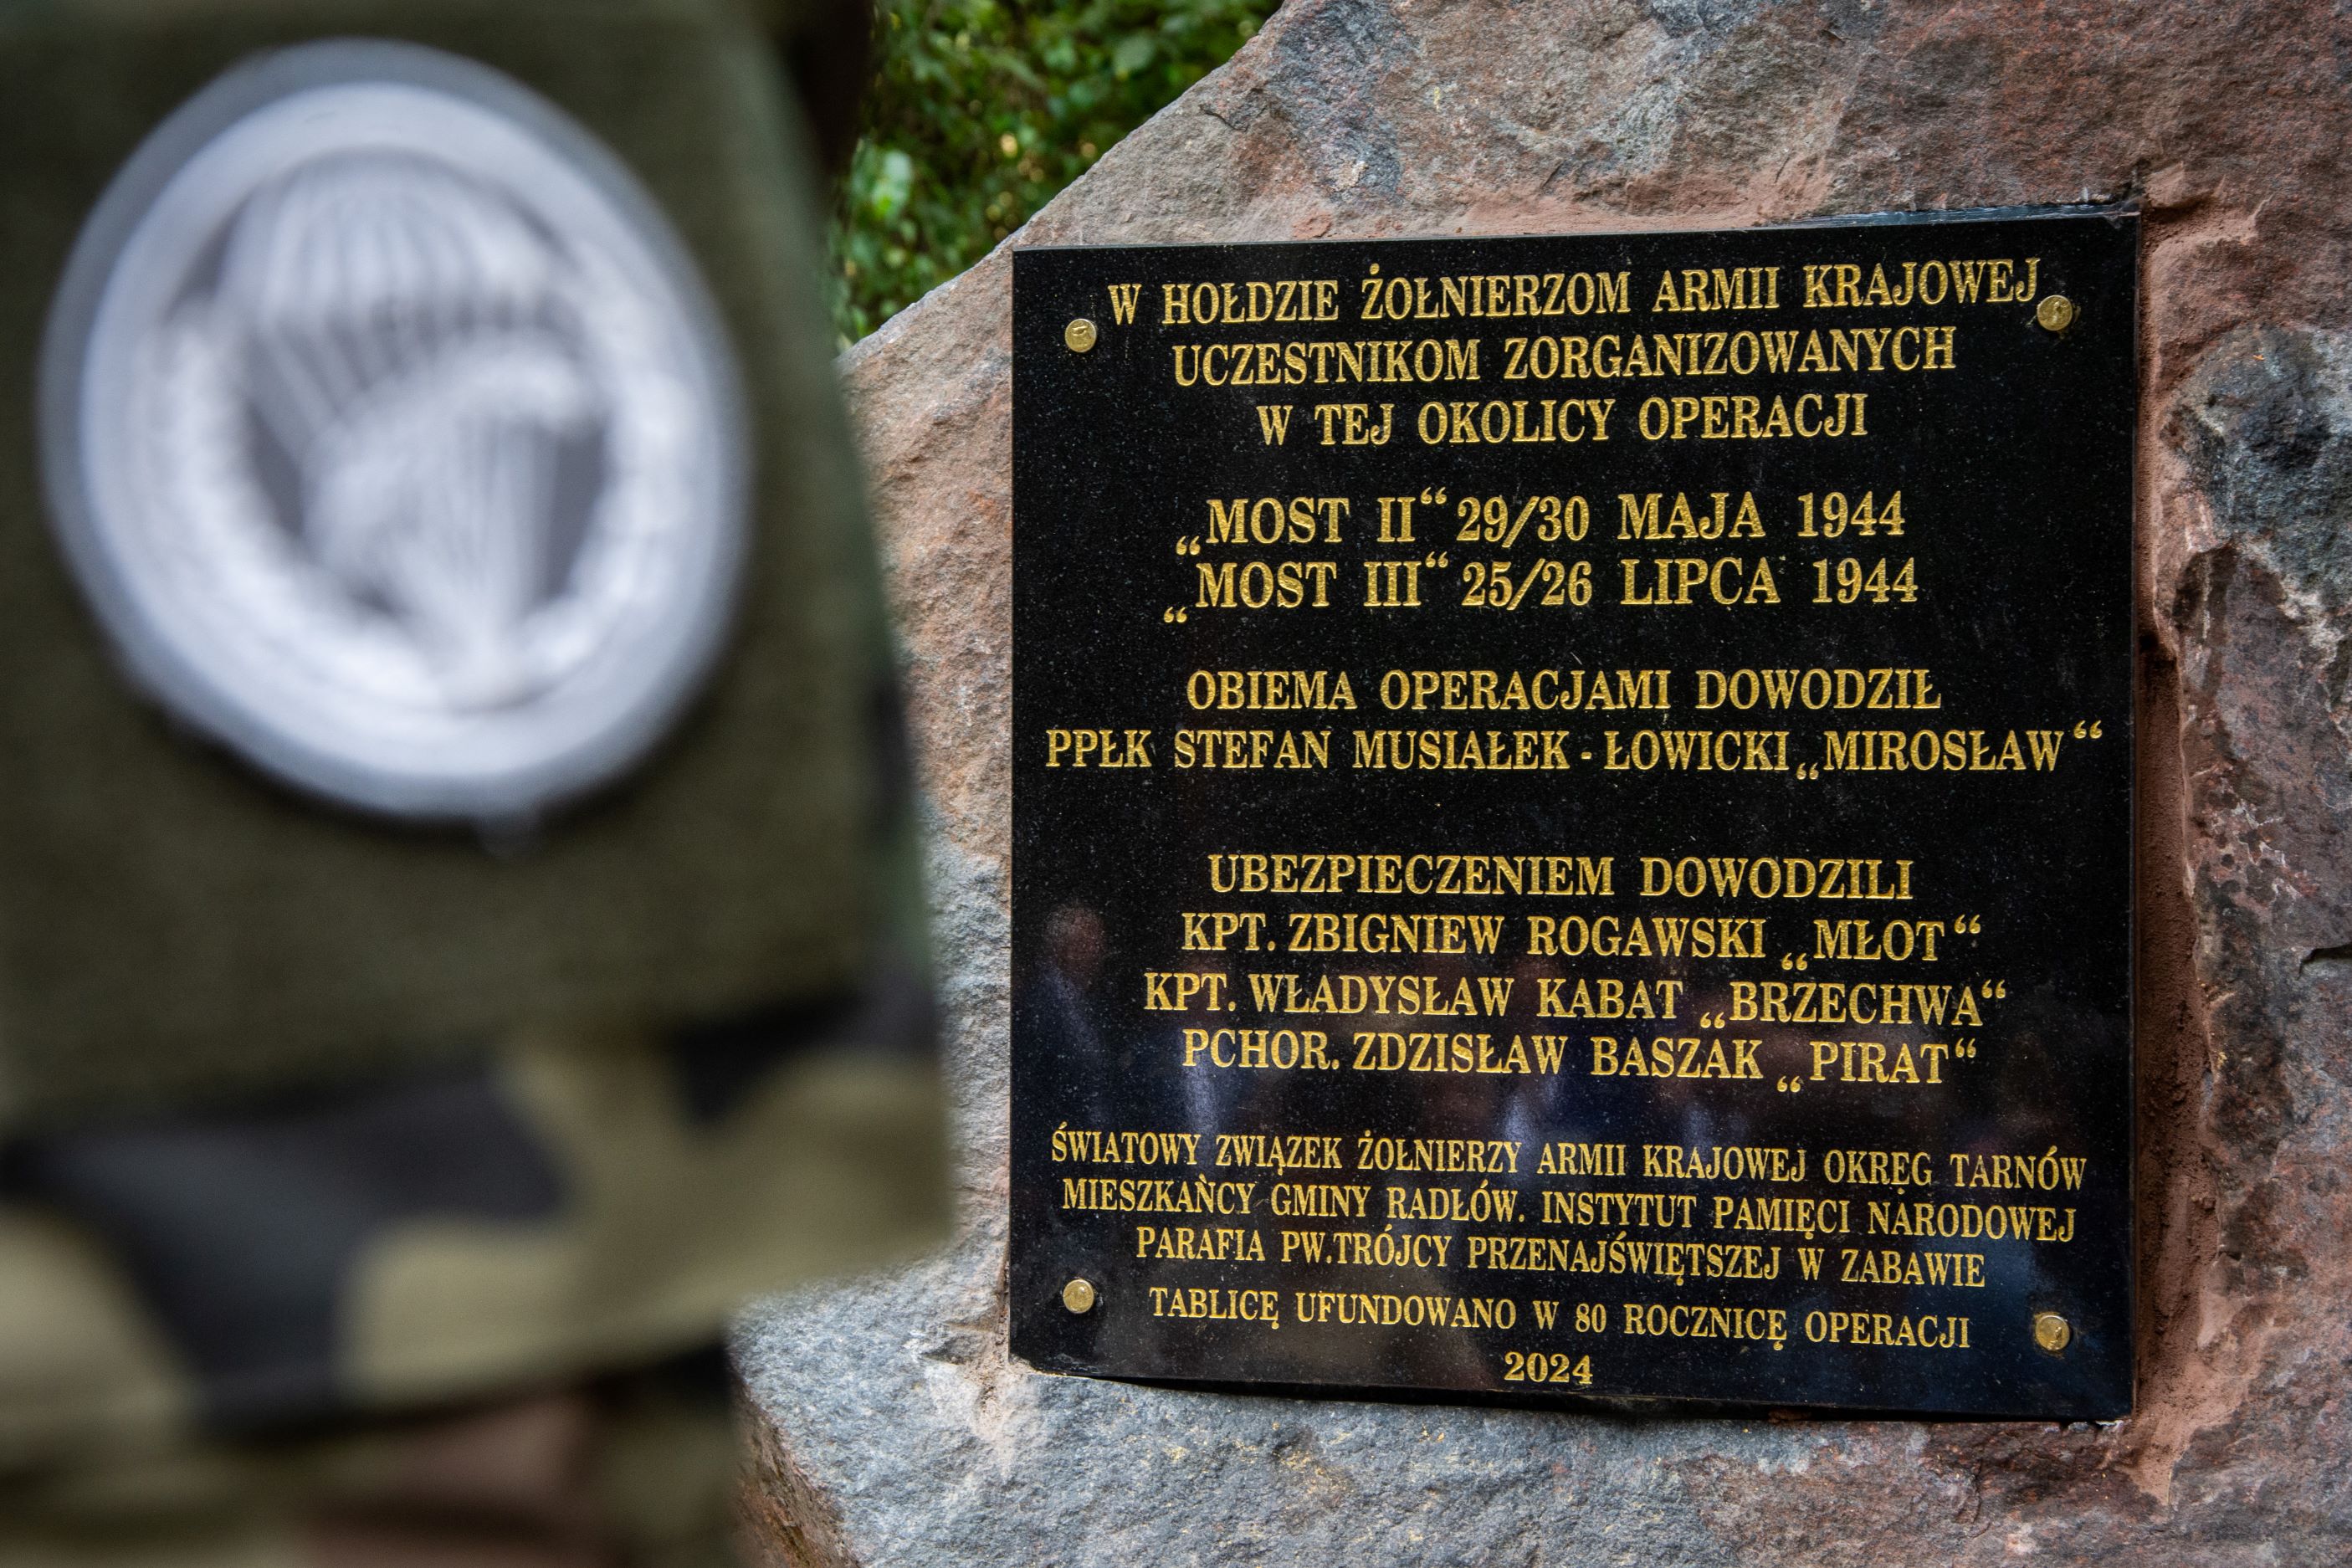 W HOŁDZIE ŻOŁNIERZOM ARMII KRAJOWEJ
UCZESTNIKOM ZORGANIZOWANYCH
W TEJ OKOLICY OPERACJI
„MOST II“ 29/30 MAJA 1944
„MOST III“ 25/26 LIPCA 1944
OBIEMA OPERACJAMI DOWODZIŁ
PPŁK STEFAN MUSIAŁEK - ŁOWICKI „MIROSŁAW“
UBEZPIECZENIEM DOWODZILI
KPT. ZBIGNIEW ROGAWSKI „MŁOT“
KPT. WŁADYSŁAW KABAT „BRZECHWA“
PCHOR. ZDZISŁAW BASZAK „PIRAT“
ŚWIATOWY ZWIĄZEK ŻOŁNIERZY ARMII KRAJOWEJ OKRĘG TARNÓW
MIESZKAŃCY GMINY RADŁÓW. INSTYTUT PAMIĘCI NARODOWEJ
PARAFIA PW.TRÓJCY PRZENAJŚWIĘTSZEJ W ZABAWIE
TABLICĘ UFUNDOWANO W 80 ROCZNICĘ OPERACJI
2024